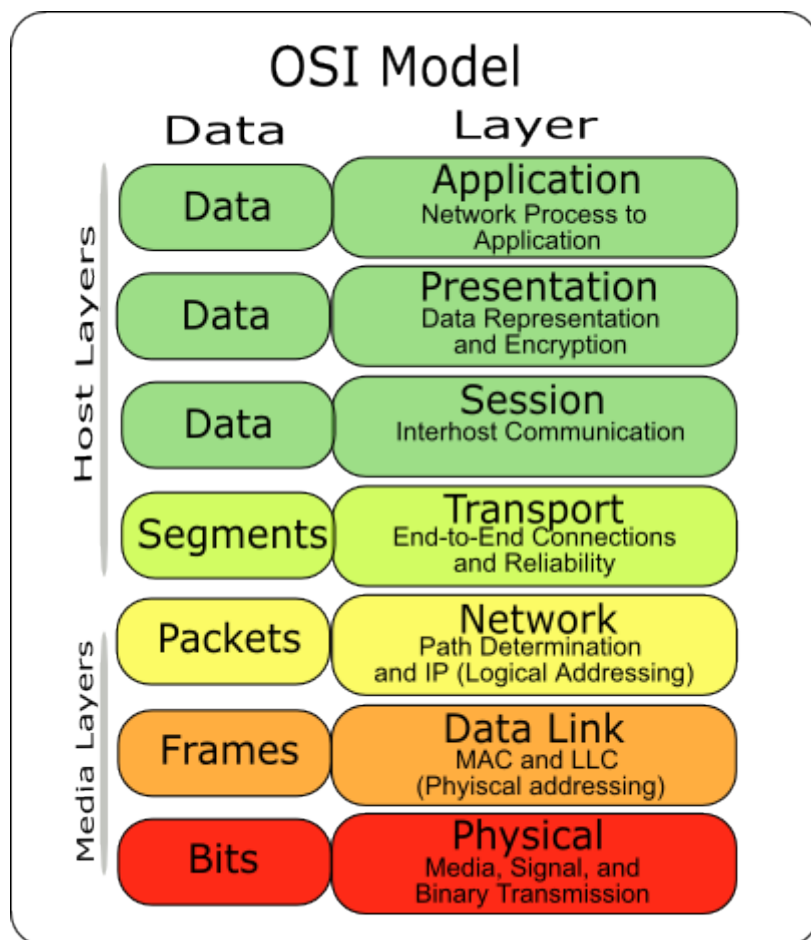 OSI Model
Data Layer
Host Layers
Data
Application
Network Process to
Application
Data
Presentation
Data Representation
and Encryption
Data
Session
Interhost Communication
Segments
Transport
End-to-End Connections
and Reliability
Media Layers
Packets
Network
Path Determination
and IP (Logical Addressing)
Frames
Data Link
MAC and LLC
(Phyiscal addressing)
Bits
Physical
Media, Signal, and
Binary Transmission